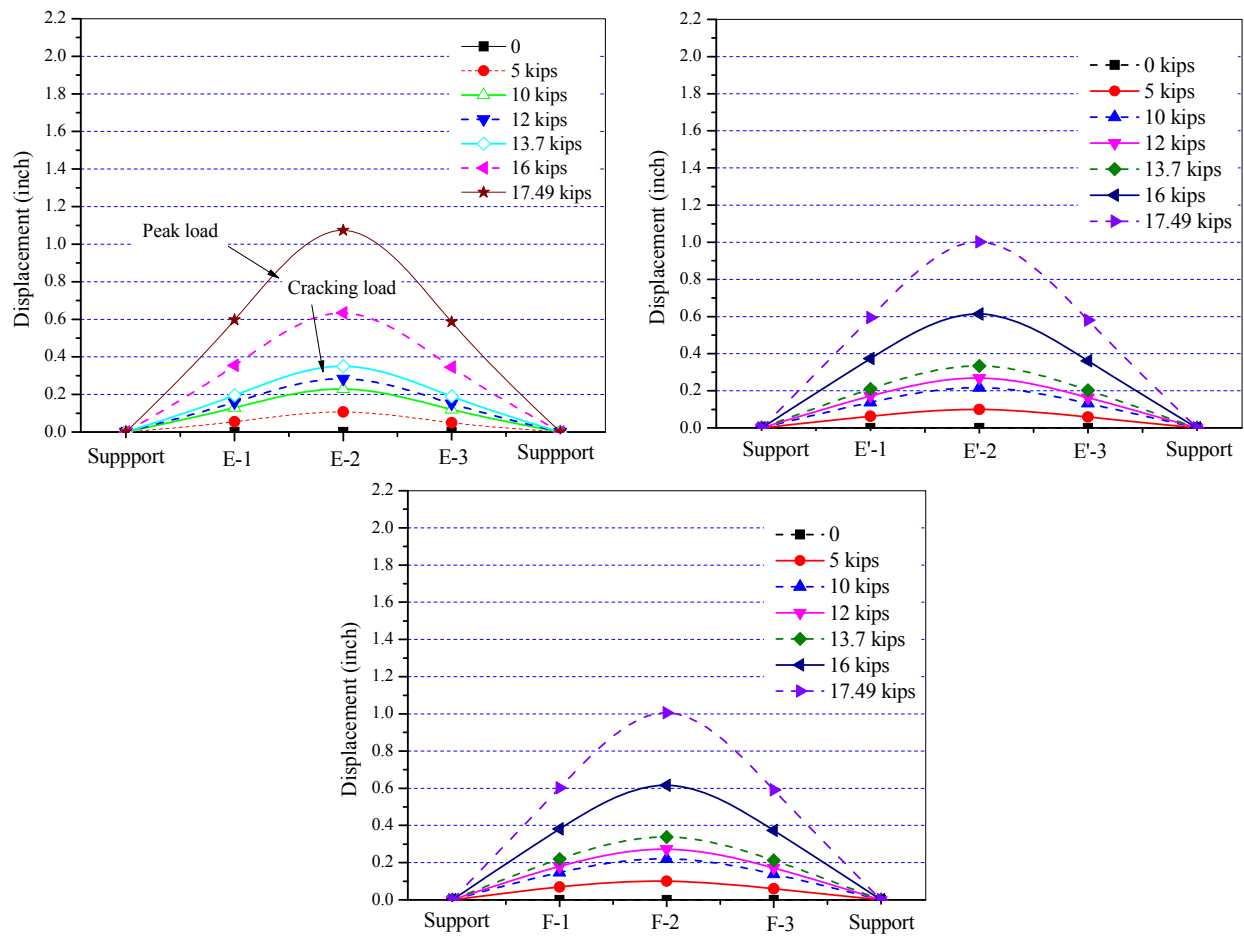 Displacement (inch)
2.2
2.0
1.8
1.6
1.4
1.2
1.0
0.8
0.6
0.4
0.2
0.0
0
5 kips
10 kips
12 kips
13.7 kips
16 kips
17.49 kips
Peak load
Cracking load
Suppport E-1 E-2 E-3 Suppport
Displacement (inch)
2.2
2.0
1.8
1.6
1.4
1.2
1.0
0.8
0.6
0.4
0.2
0.0
0 kips
5 kips
10 kips
12 kips
13.7 kips
16 kips
17.49 kips
Support E'-1 E'-2 E'-3 Support
Displacement (inch)
2.2
2.0
1.8
1.6
1.4
1.2
1.0
0.8
0.6
0.4
0.2
0.0
0
5 kips
10 kips
12 kips
13.7 kips
16 kips
17.49 kips
Support F-1 F-2 F-3 Support